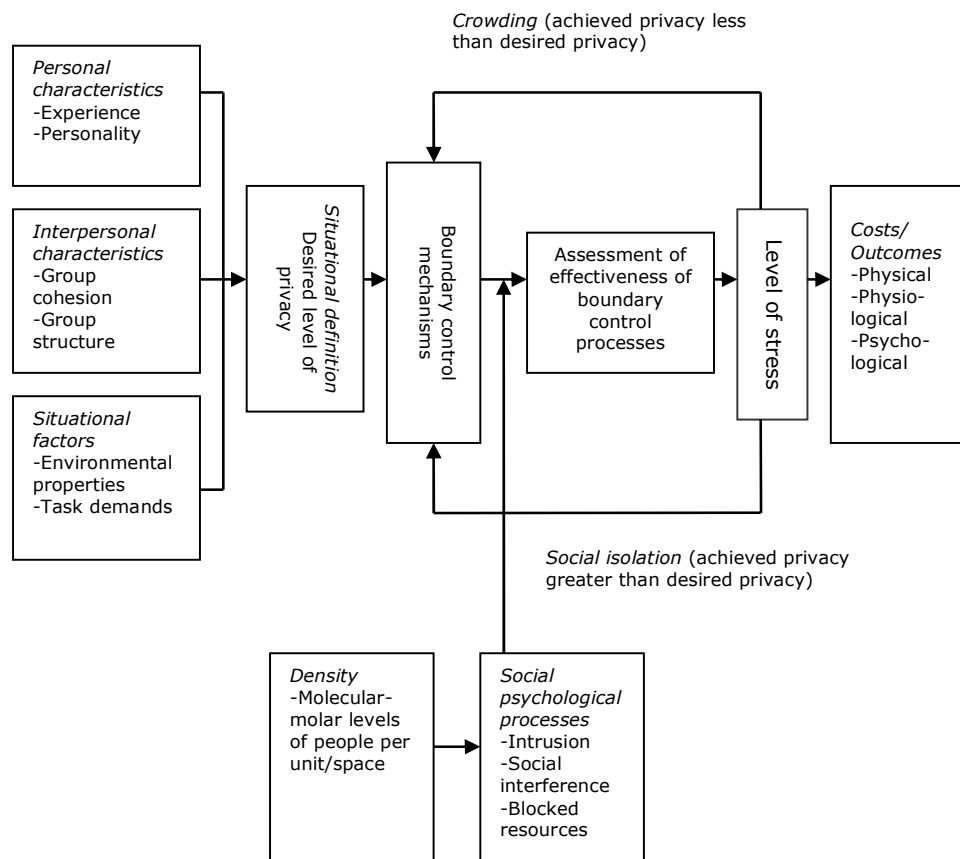 Crowding (achieved privacy less
than desired privacy)
Personal
characteristics
-Experience
-Personality
Interpersonal
characteristics
-Group
cohesion
-Group
structure
Situational
factors
-Environmental
properties
-Task demands
Situational definition
Desired level of
privacy
Boundary control
mechanisms
Assessment of
effectiveness of
boundary
control
processes
Level of stress
Costs/
Outcomes
-Physical
-Physio-
logical
-Psycho-
logical
Social isolation (achieved privacy
greater than desired privacy)
Density
-Molecular-
molar levels
of people per
unit/space
Social
psychological
processes
-Intrusion
-Social
interference
-Blocked
resources